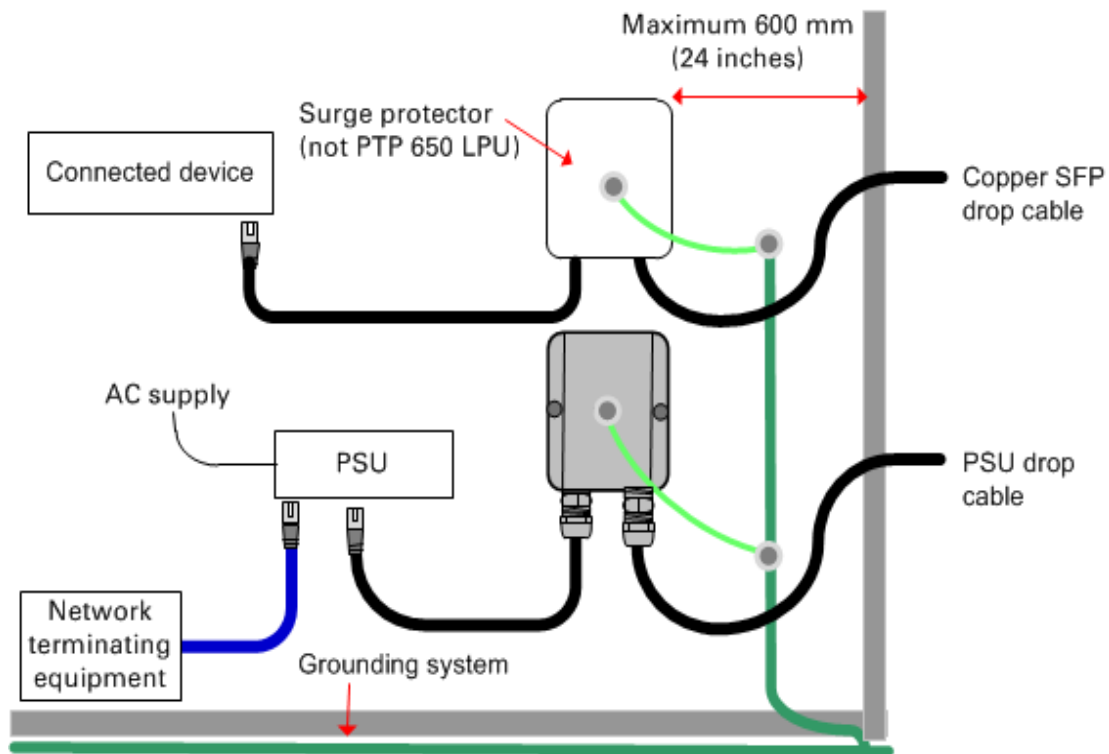 Maximum 600 mm
(24 inches)
Surge protector
(not PTP 650 LPU)
Connected device
Copper SFP
drop cable
AC supply
PSU
PSU drop
cable
Network
terminating
equipment
Grounding system